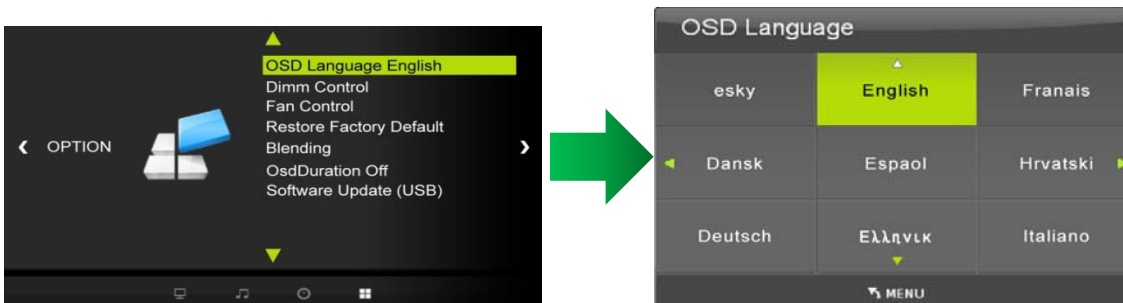 OPTION
OSD Language English
Dimm Control
Fan Control
Restore Factory Default
Blending
OsdDuration Off
Software Update (USB)
OSD Language
esky English Franais
Dansk Espaol Hrvatski
Deutsch Ελληνικ Italiano
MENU